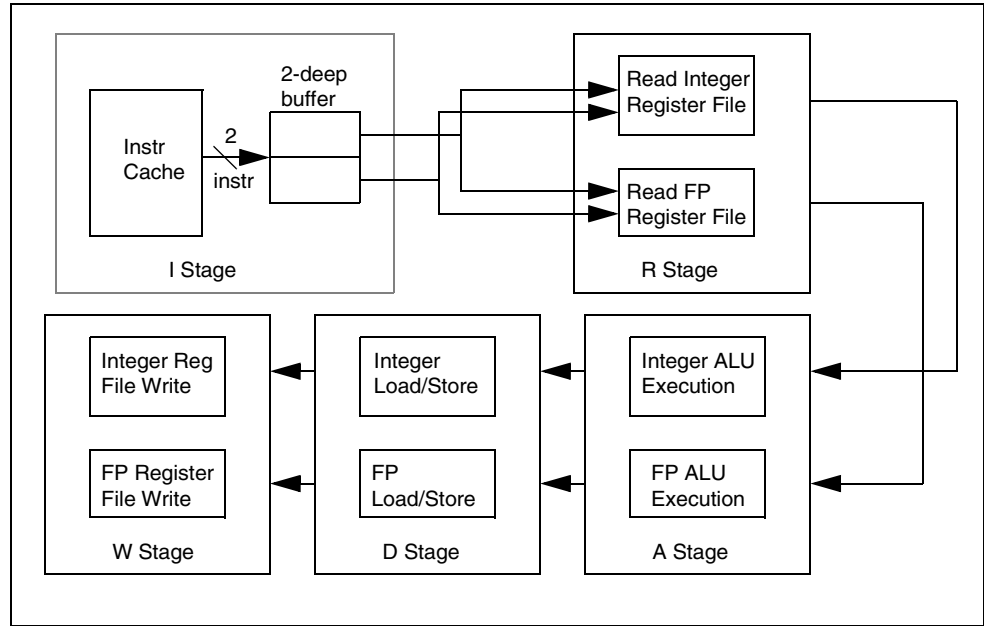 2-deep
buffer
Instr
Cache
2
instr
I Stage
Read Integer
Register File
Read FP
Register File
R Stage
Integer Reg
File Write
FP Register
File Write
W Stage
Integer
Load/Store
FP
Load/Store
D Stage
Integer ALU
Execution
FP ALU
Execution
A Stage